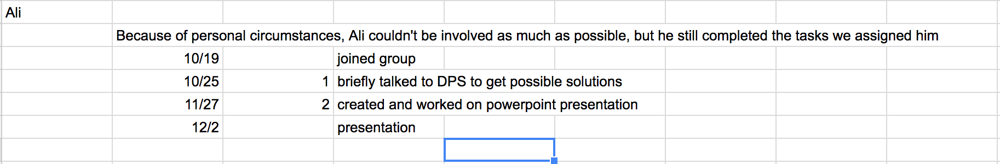 Ali
Because of personal circumstances, Ali couldn't be involved as much as possible, but he still completed the tasks we assigned him
10/19 joined group
10/25 1 briefly talked to DPS to get possible solutions
11/27 2 created and worked on powerpoint presentation
12/2 presentation